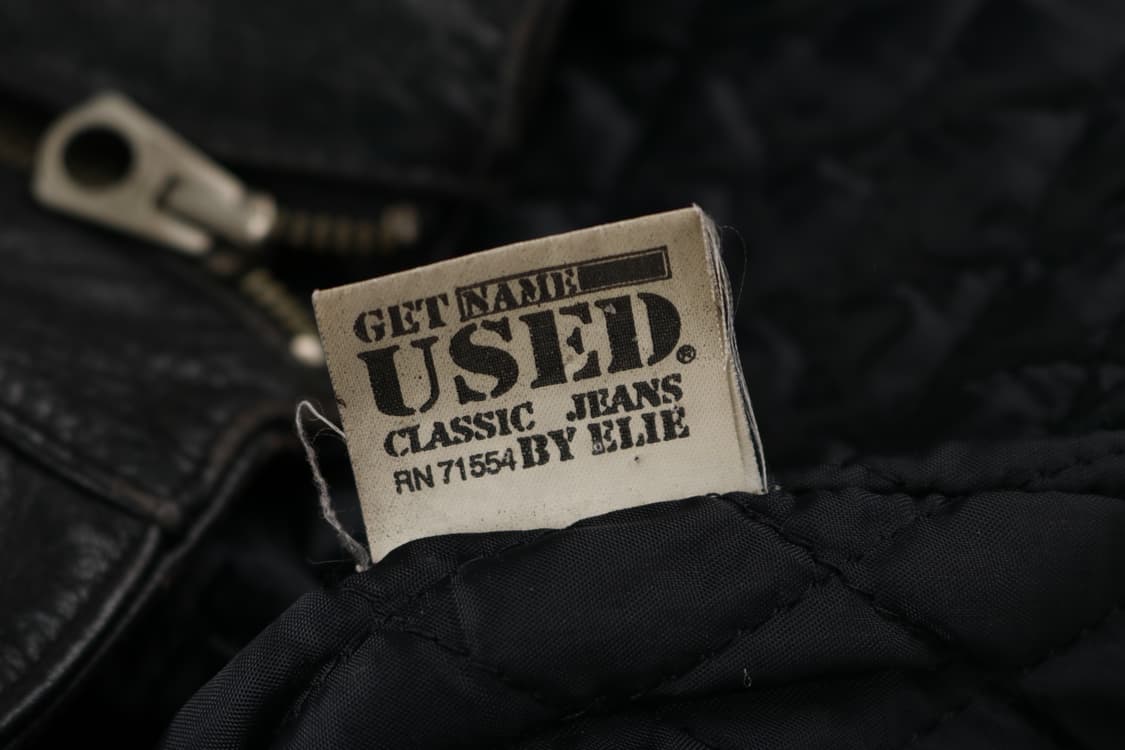 GET NAME
USED®
CLASSIC JEANS
RN 71554 BY ELIE